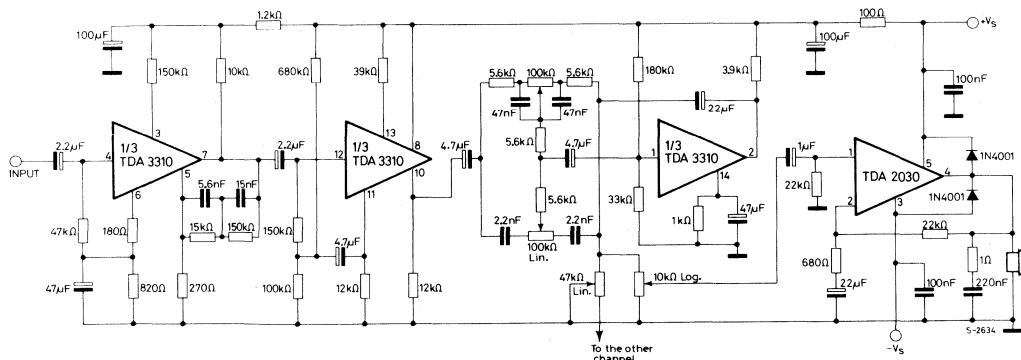 1.2kΩ
100Ω
+Vs
100µF
150kΩ
10kΩ
680kΩ
39kΩ
5.6kΩ
100kΩ
5.6kΩ
180kΩ
100µF
3.9kΩ
100nF
47nF
47nF
22µF
2.2µF
INPUT
4
3
1/3
TDA 3310
7
5
6
2.2µF
12
13
1/3
TDA 3310
8
10
11
4.7µF
5.6kΩ
4.7µF
1
1/3
TDA 3310
2
14
1µF
1
TDA 2030
5
4
3
2
1N4001
1N4001
5.6nF
15nF
22kΩ
47kΩ
180Ω
15kΩ
150kΩ
150kΩ
4.7µF
5.6kΩ
2.2nF
2.2nF
100kΩ
Lin.
33kΩ
1kΩ
47µF
22kΩ
680Ω
1Ω
47µF
820Ω
270Ω
100kΩ
12kΩ
12kΩ
47kΩ
Lin.
10kΩ Log.
22µF
100nF
220nF
S-2634
-Vs
To the other
channel